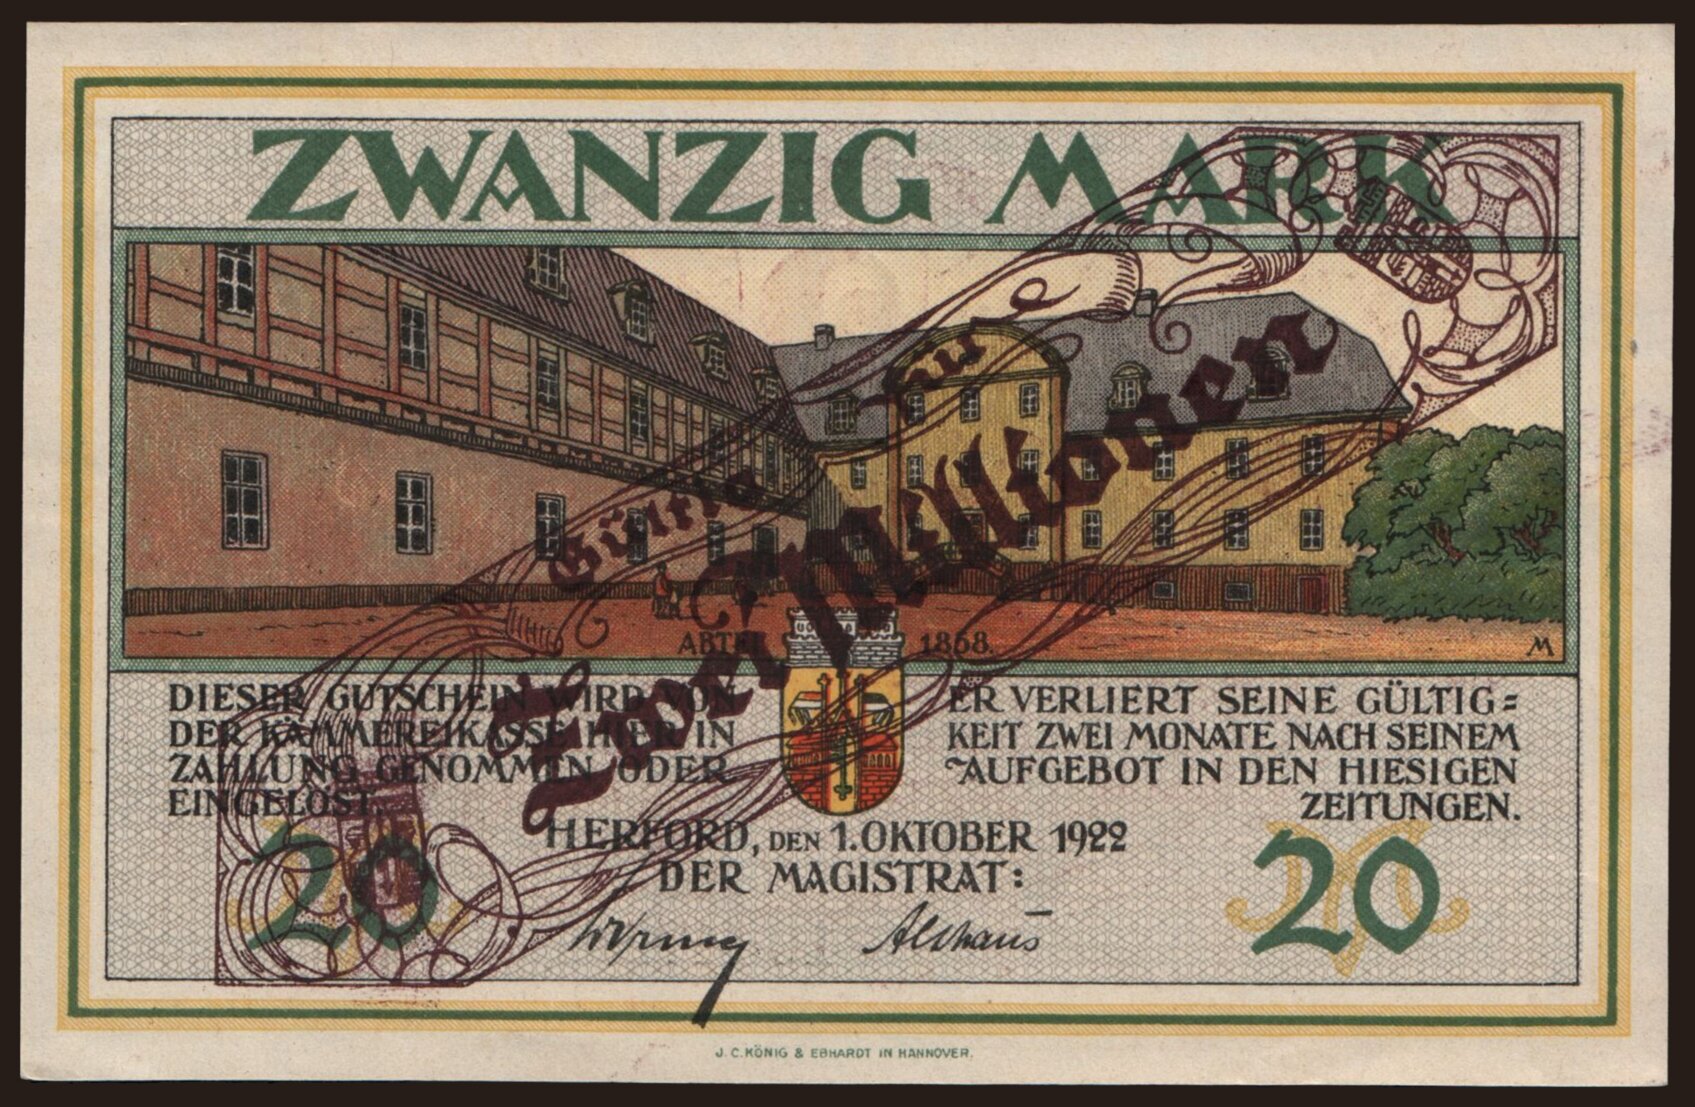 ZWANZIG MARK
Gültig für
Zwei Millionen
ABTEI 1868.
M
DIESER GUTSCHEIN WIRD VON
DER KÄMMEREIKASSE HIER IN
ZAHLUNG GENOMMEN ODER
EINGELÖST.
ER VERLIERT SEINE GÜLTIG=
KEIT ZWEI MONATE NACH SEINEM
AUFGEBOT IN DEN HIESIGEN
ZEITUNGEN.
HERFORD, DEN 1. OKTOBER 1922
DER MAGISTRAT:
Althaus
20
20
J. C. KÖNIG & EBHARDT IN HANNOVER.